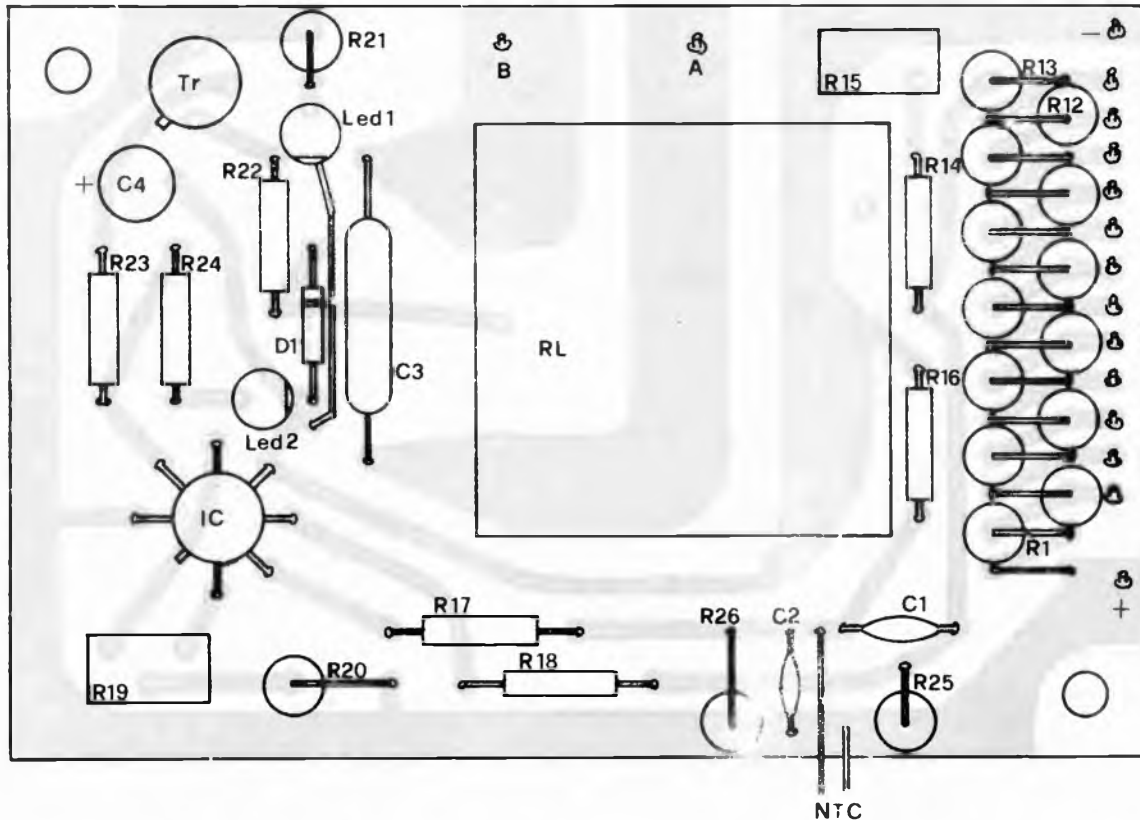 R21
B
A
−
Tr
R15
R13
R12
Led1
R22
R14
+ C4
R23
R24
D1
RL
C3
R16
Led2
IC
R1
+
R17
R26
C2
C1
R18
R19
R20
R25
NTC